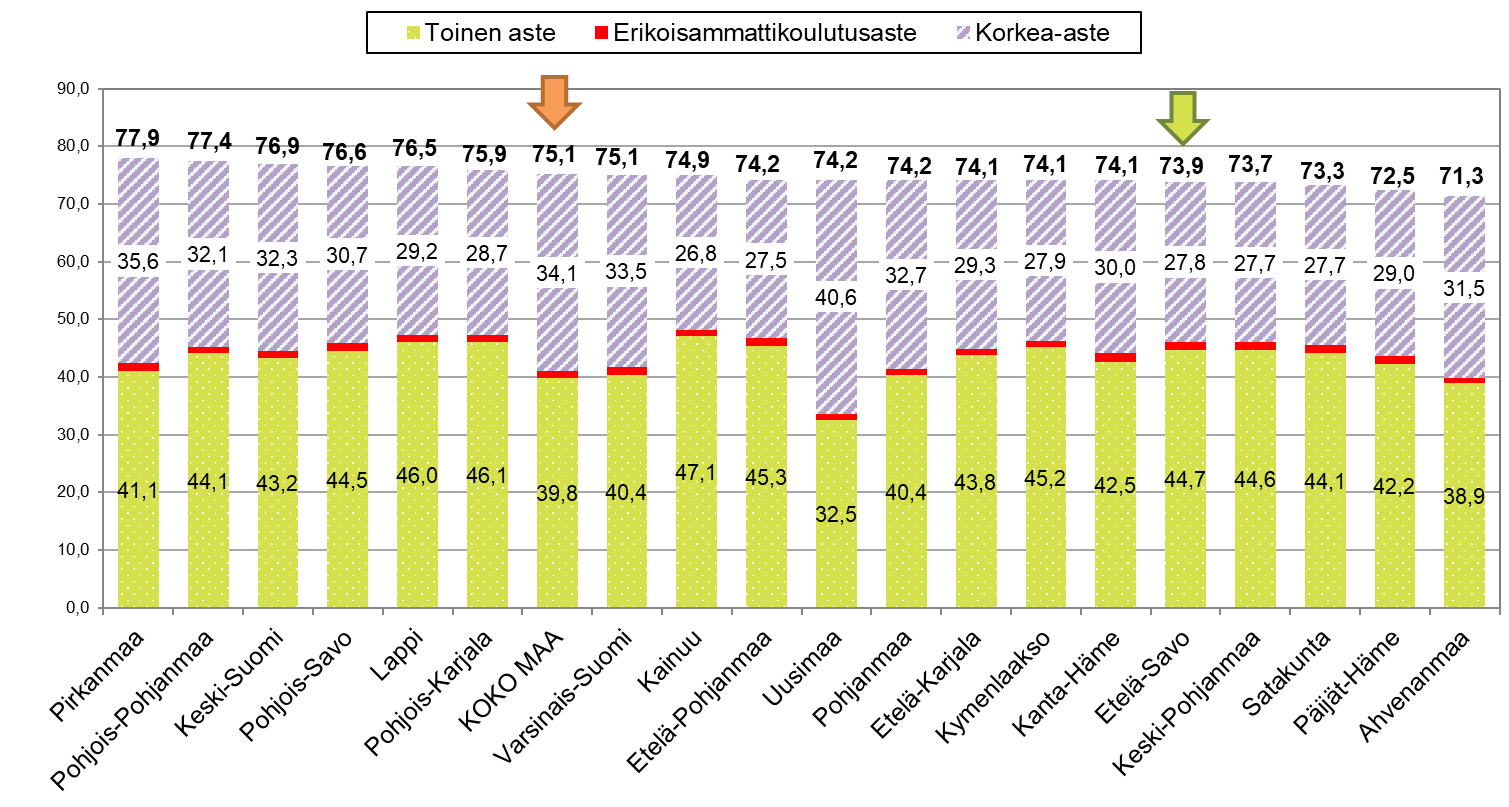 Toinen aste Erikoisammattikoulutusaste Korkea-aste
90,0
80,0
70,0
60,0
50,0
40,0
30,0
20,0
10,0
0,0
77,9 77,4 76,9 76,6 76,5 75,9 75,1 75,1 74,9 74,2 74,2 74,2 74,1 74,1 74,1 73,9 73,7 73,3 72,5 71,3
35,6 32,1 32,3 30,7 29,2 28,7 34,1 33,5 26,8 27,5 40,6 32,7 29,3 27,9 30,0 27,8 27,7 27,7 29,0 31,5
41,1 44,1 43,2 44,5 46,0 46,1 39,8 40,4 47,1 45,3 32,5 40,4 43,8 45,2 42,5 44,7 44,6 44,1 42,2 38,9
Pirkanmaa
Pohjois-Pohjanmaa
Keski-Suomi
Pohjois-Savo
Lappi
Pohjois-Karjala
KOKO MAA
Varsinais-Suomi
Kainuu
Etelä-Pohjanmaa
Uusimaa
Pohjanmaa
Etelä-Karjala
Kymenlaakso
Kanta-Häme
Etelä-Savo
Keski-Pohjanmaa
Satakunta
Päijät-Häme
Ahvenanmaa